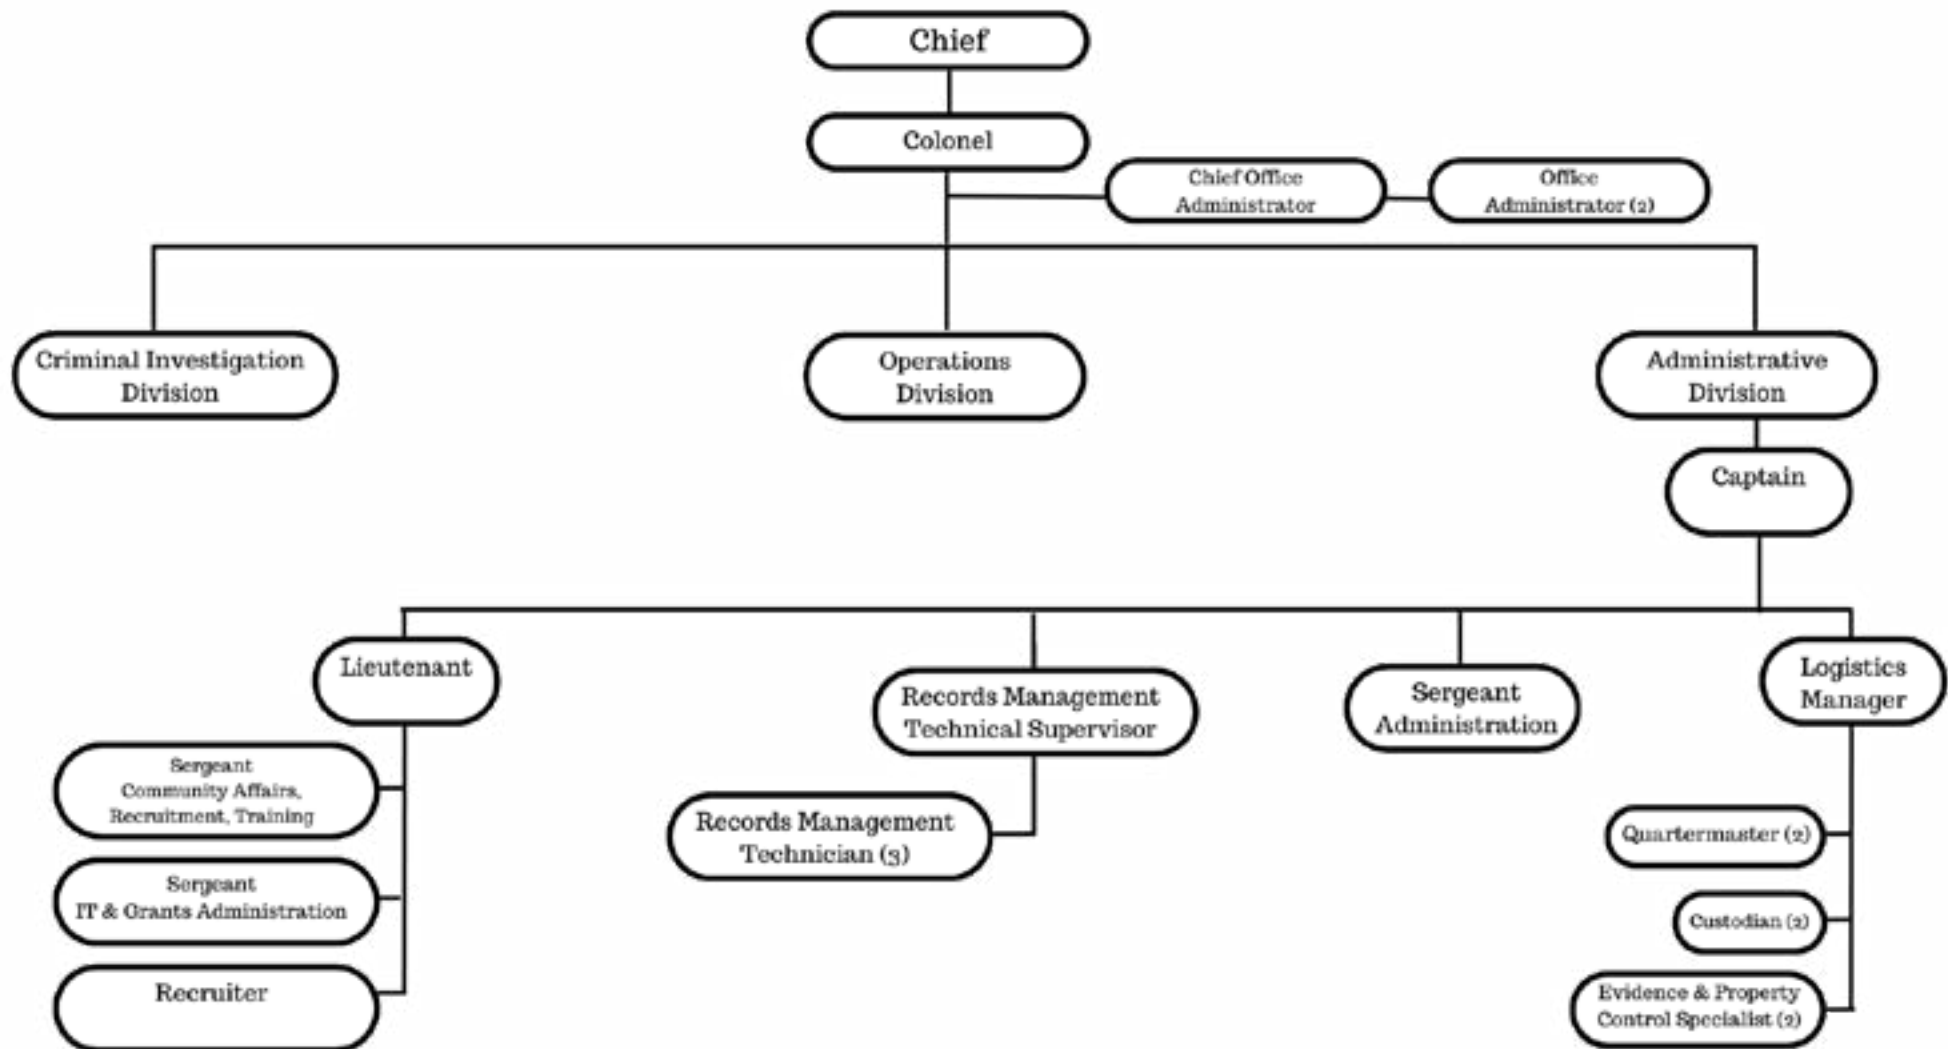 Chief
Colonel
Chief Office
Administrator
Office
Administrator (2)
Criminal Investigation
Division
Operations
Division
Administrative
Division
Captain
Lieutenant
Records Management
Technical Supervisor
Sergeant
Administration
Logistics
Manager
Sergeant
Community Affairs,
Recruitment, Training
Sergeant
IT & Grants Administration
Recruiter
Records Management
Technician (3)
Quartermaster (2)
Custodian (2)
Evidence & Property
Control Specialist (2)